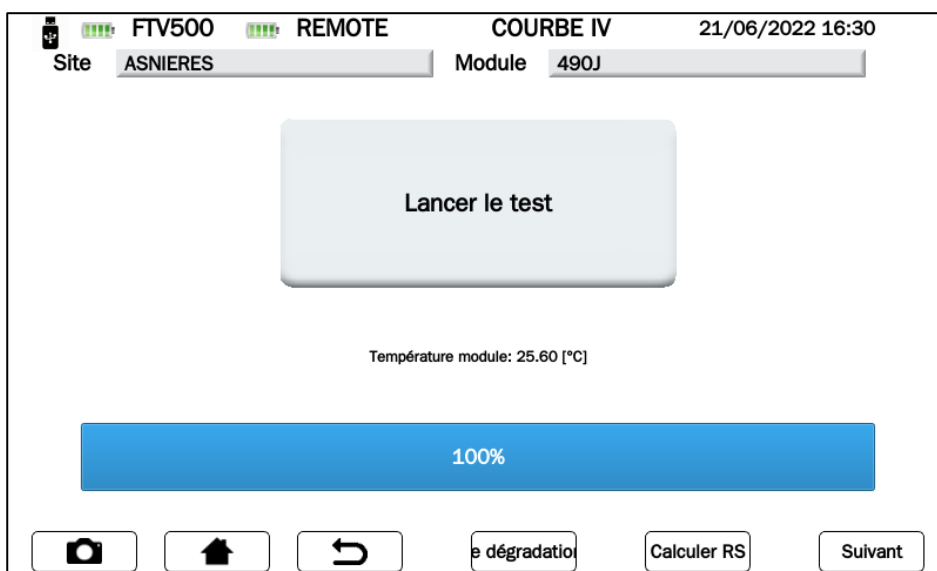 FTV500 REMOTE COURBE IV 21/06/2022 16:30
Site ASNIERES Module 490J
Lancer le test
Température module: 25.60 [°C]
100%
e dégradation Calculer RS Suivant